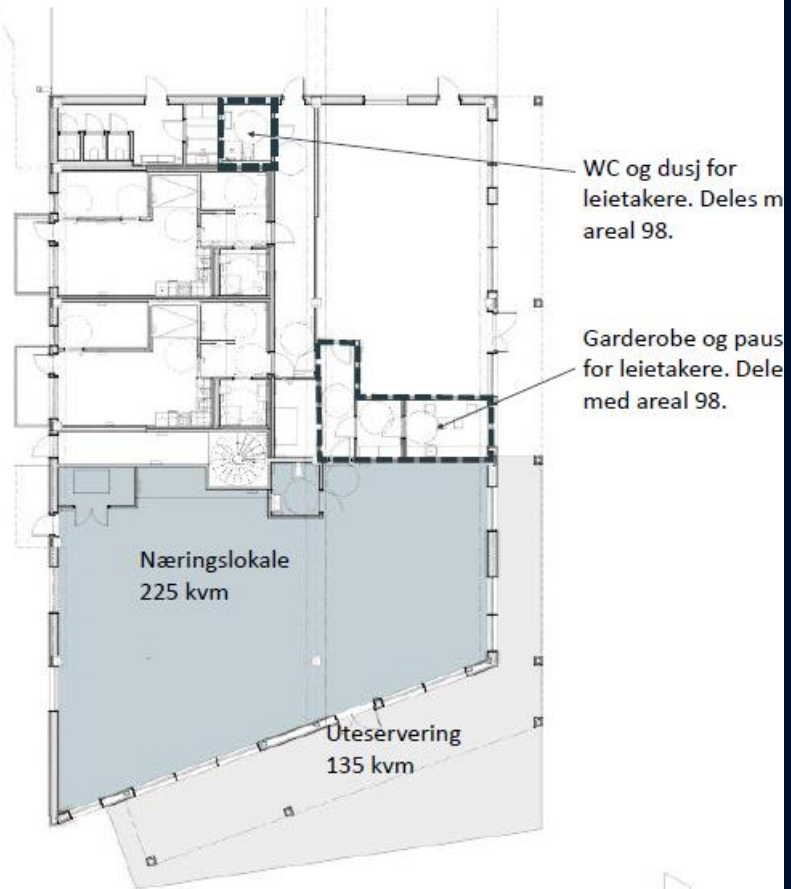 WC og dusj for
leietakere. Deles m
areal 98.
Garderobe og paus
for leietakere. Dele
med areal 98.
Næringslokale
225 kvm
Uteservering
135 kvm